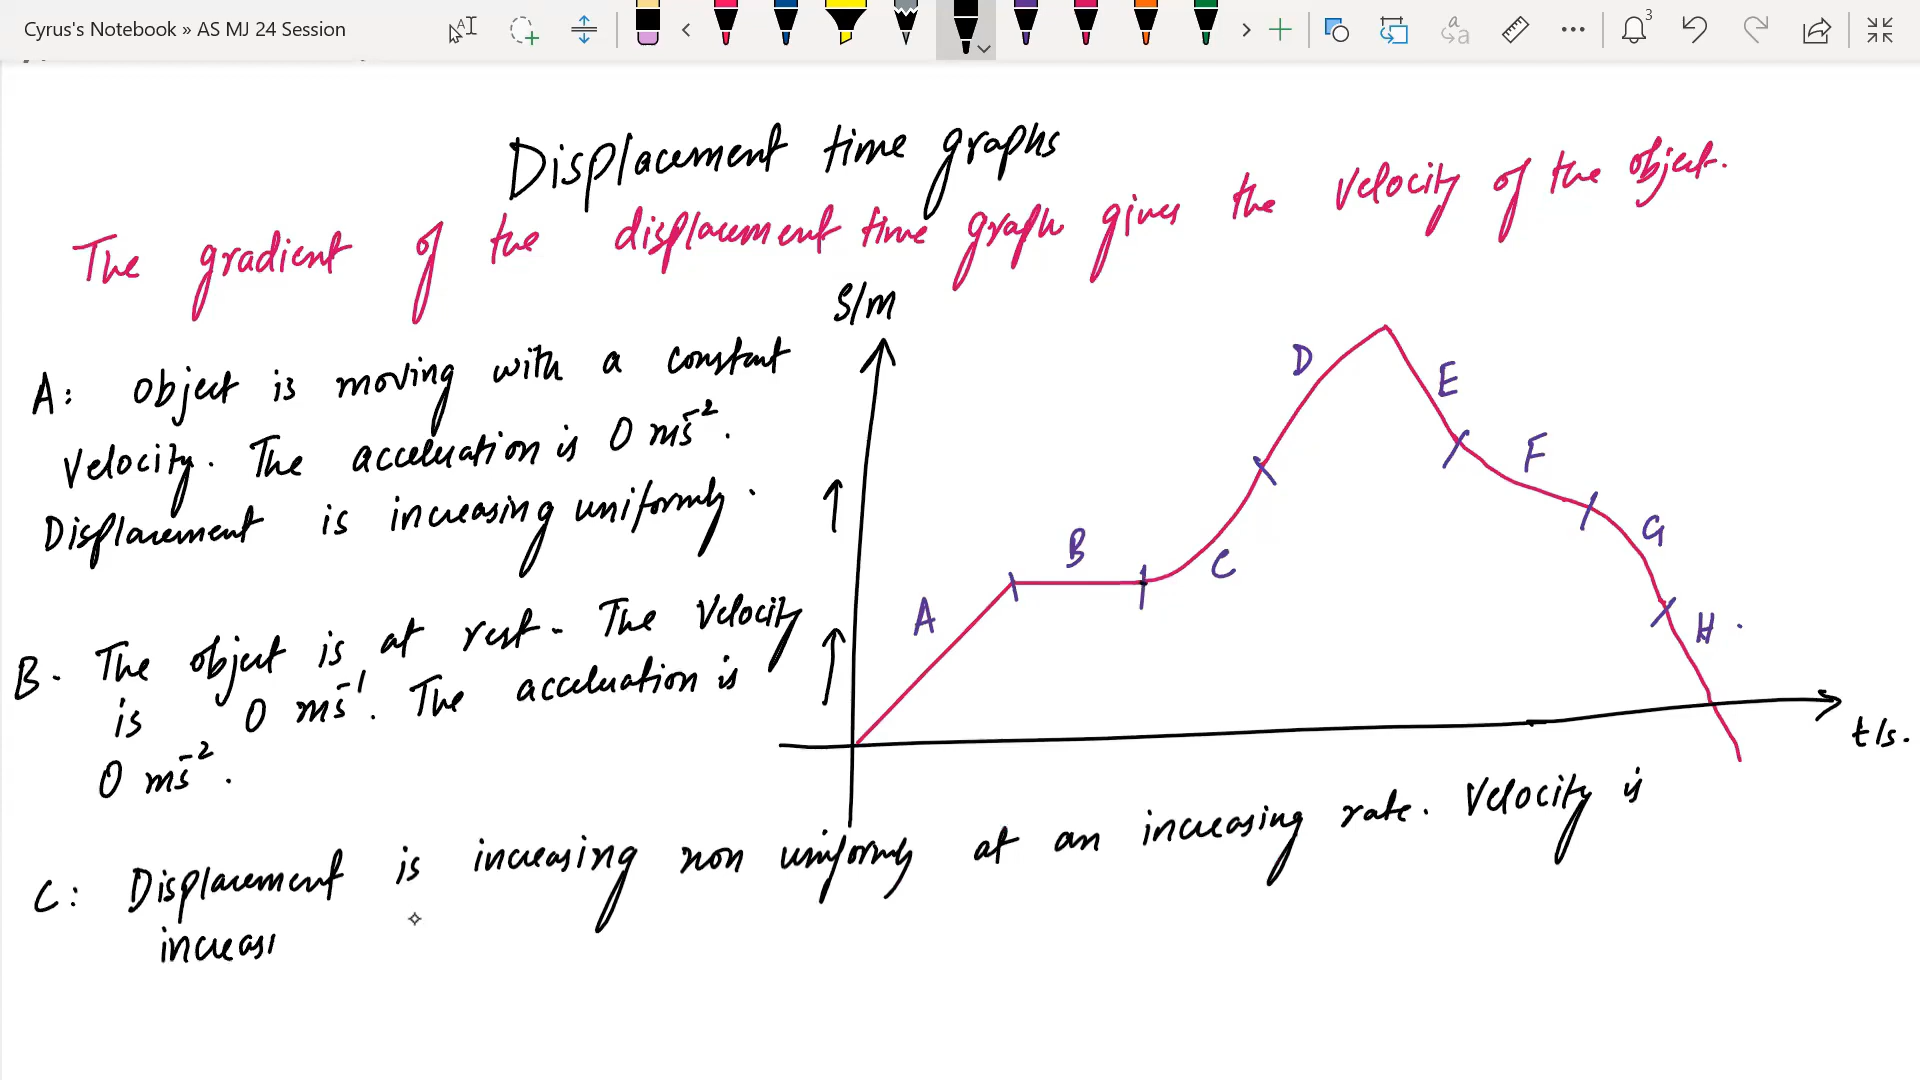 Cyrus's Notebook » AS MJ 24 Session
3
Displacement time graphs
The gradient of the displacement time graph gives the velocity of the object.
S/m
A: Object is moving with a constant
velocity. The acceleration is 0 ms⁻².
Displacement is increasing uniformly.
B. The object is at rest. The velocity
is 0 ms⁻¹. The acceleration is
0 ms⁻².
A
B
C
D
E
F
G
H.
t/s.
C: Displacement is increasing non uniformly at an increasing rate. Velocity is
increasi